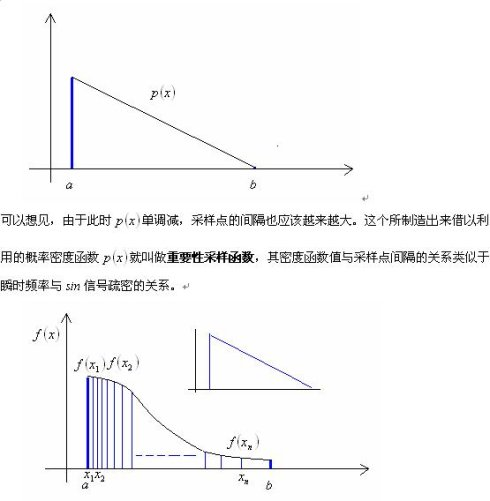 p(x)
a b
可以想见，由于此时 p(x)单调减，采样点的间隔也应该越来越大。这个所制造出来借以利
用的概率密度函数 p(x)就叫做重要性采样函数，其密度函数值与采样点间隔的关系类似于
瞬时频率与 sin 信号疏密的关系。
f(x)
f(x₁) f(x₂)
f(xₙ)
x₁x₂ xₙ
a b